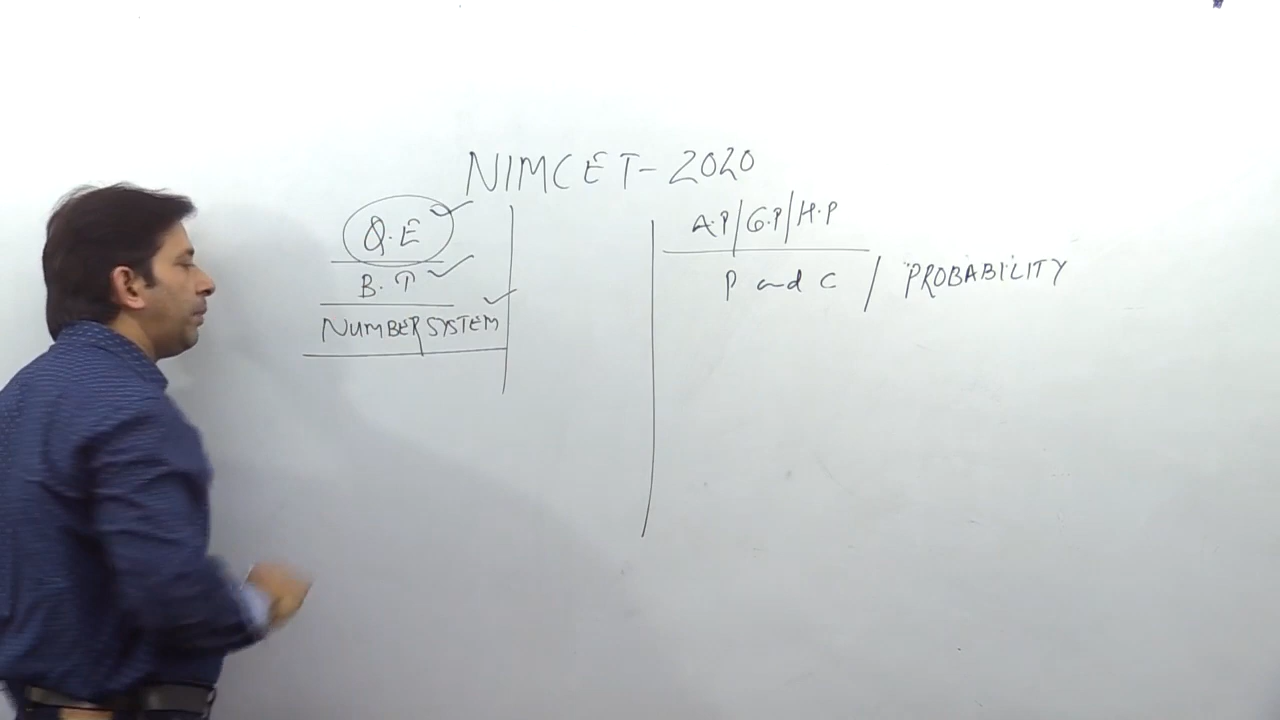 NIMCET-2020
Q.E
B.T
NUMBER SYSTEM
A.P/G.P/H.P
P and C / PROBABILITY